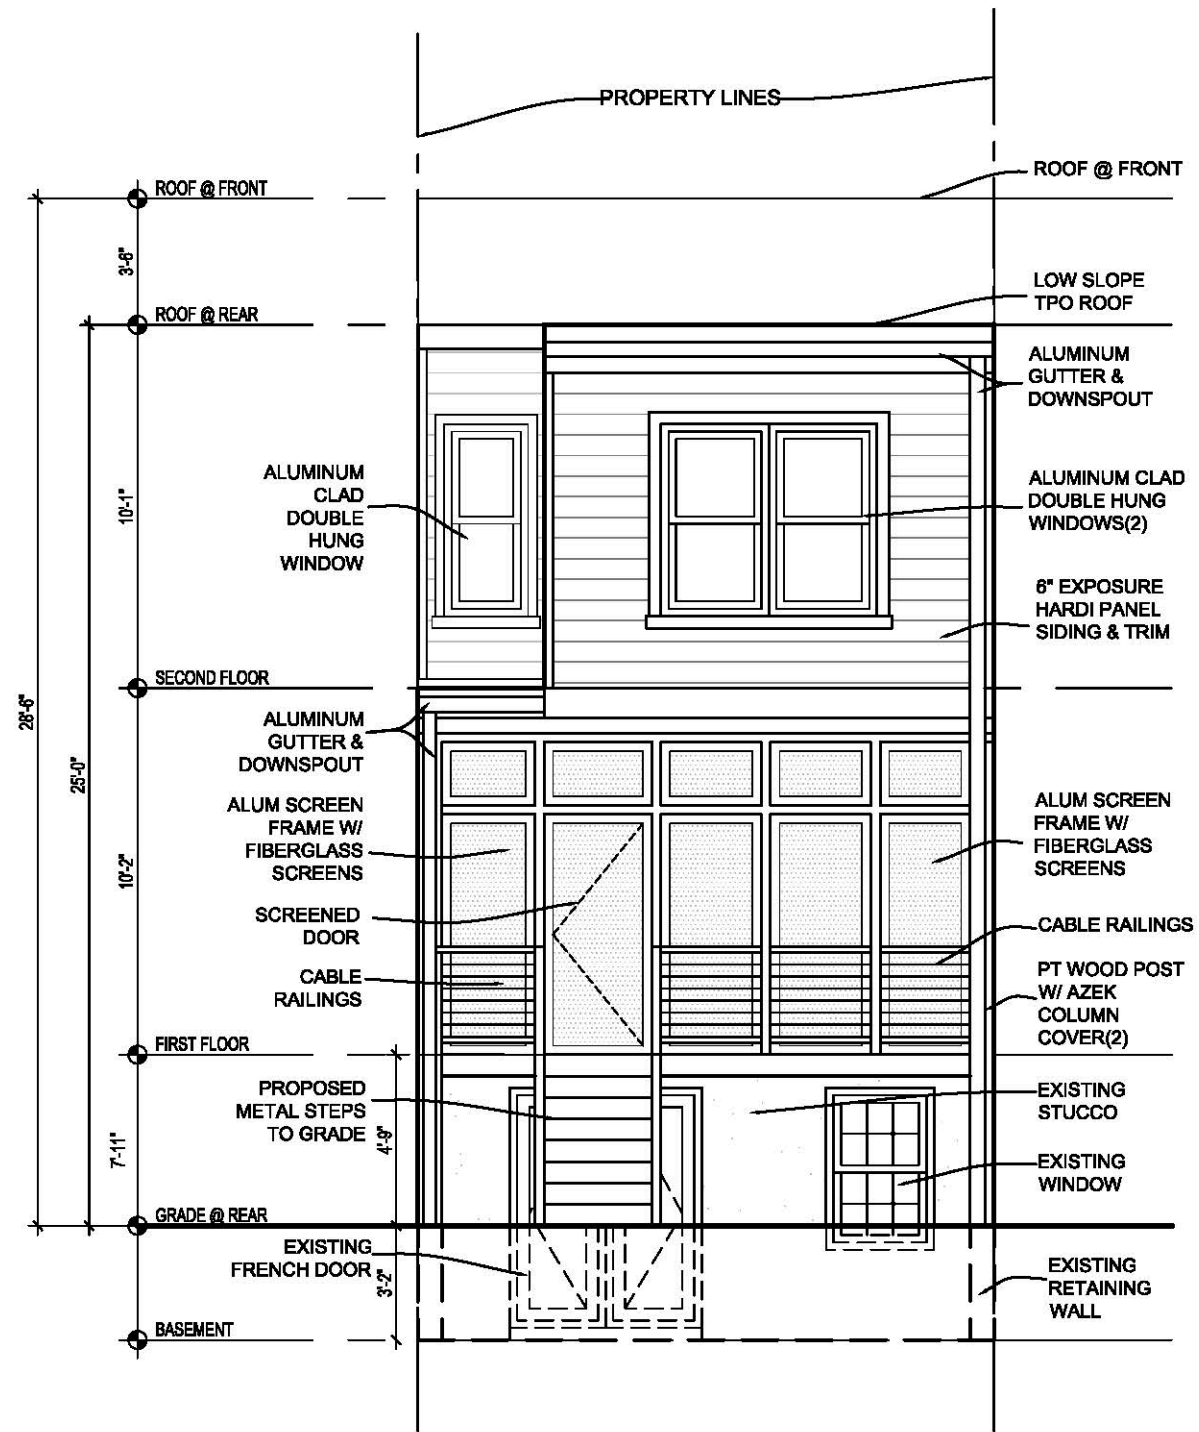 PROPERTY LINES
ROOF @ FRONT
ROOF @ FRONT
3'-6"
LOW SLOPE
TPO ROOF
ROOF @ REAR
ALUMINUM
GUTTER &
DOWNSPOUT
ALUMINUM
CLAD
DOUBLE
HUNG
WINDOW
10'-1"
ALUMINUM CLAD
DOUBLE HUNG
WINDOWS(2)
6" EXPOSURE
HARDI PANEL
SIDING & TRIM
SECOND FLOOR
28'-6"
25'-0"
ALUMINUM
GUTTER &
DOWNSPOUT
ALUM SCREEN
FRAME W/
FIBERGLASS
SCREENS
ALUM SCREEN
FRAME W/
FIBERGLASS
SCREENS
10'-2"
SCREENED
DOOR
CABLE RAILINGS
CABLE
RAILINGS
PT WOOD POST
W/ AZEK
COLUMN
COVER(2)
FIRST FLOOR
PROPOSED
METAL STEPS
TO GRADE
EXISTING
STUCCO
7'-11"
4'-9"
EXISTING
WINDOW
GRADE @ REAR
EXISTING
FRENCH DOOR
3'-2"
EXISTING
RETAINING
WALL
BASEMENT